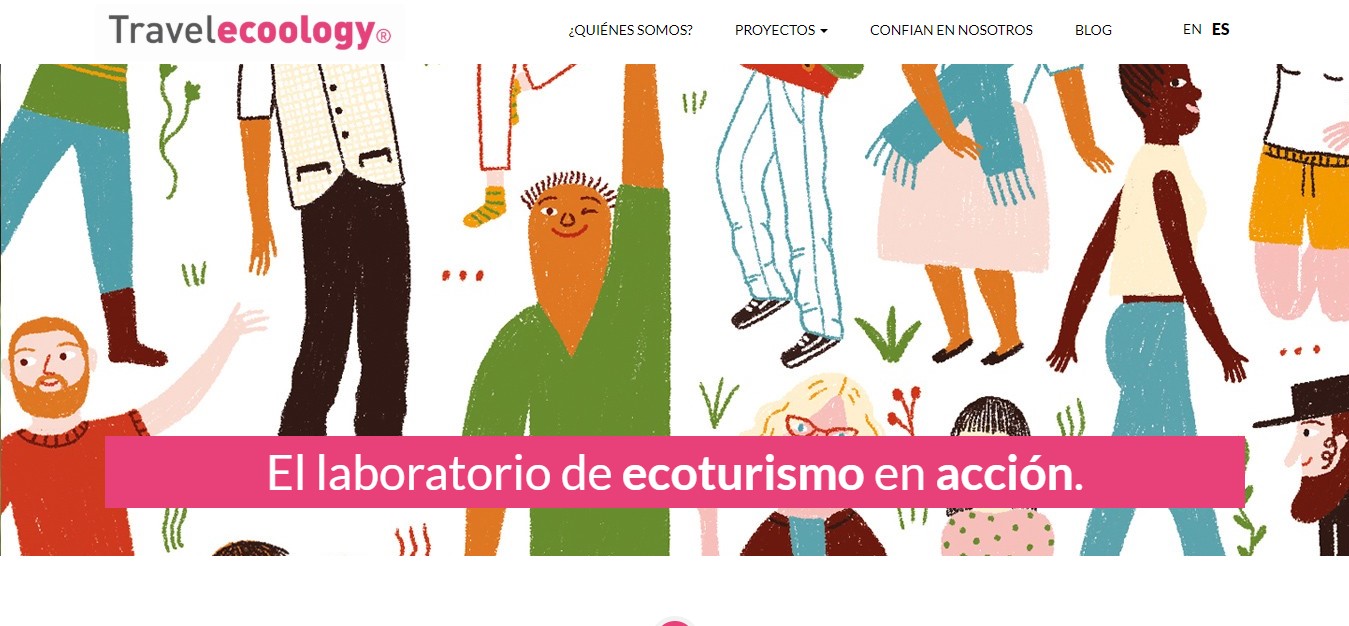 Travelecoology®
¿QUIÉNES SOMOS? PROYECTOS CONFIAN EN NOSOTROS BLOG EN ES
El laboratorio de ecoturismo en acción.